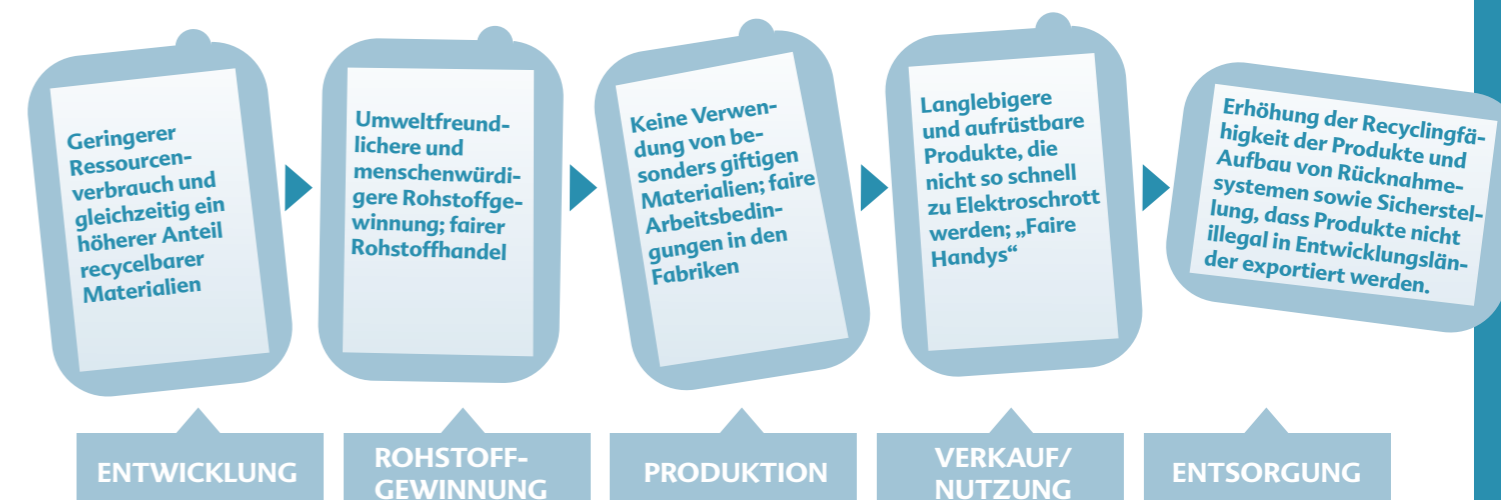 Geringerer
Ressourcen-
verbrauch und
gleichzeitig ein
höherer Anteil
recycelbarer
Materialien
Umweltfreund-
lichere und
menschenwürdi-
gere Rohstoffge-
winnung; fairer
Rohstoffhandel
Keine Verwen-
dung von be-
sonders giftigen
Materialien; faire
Arbeitsbedin-
gungen in den
Fabriken
Langlebigere
und aufrüstbare
Produkte, die
nicht so schnell
zu Elektroschrott
werden; „Faire
Handys“
Erhöhung der Recyclingfä-
higkeit der Produkte und
Aufbau von Rücknahme-
systemen sowie Sicherstel-
lung, dass Produkte nicht
illegal in Entwicklungslän-
der exportiert werden.
ENTWICKLUNG
ROHSTOFF-
GEWINNUNG
PRODUKTION
VERKAUF/
NUTZUNG
ENTSORGUNG